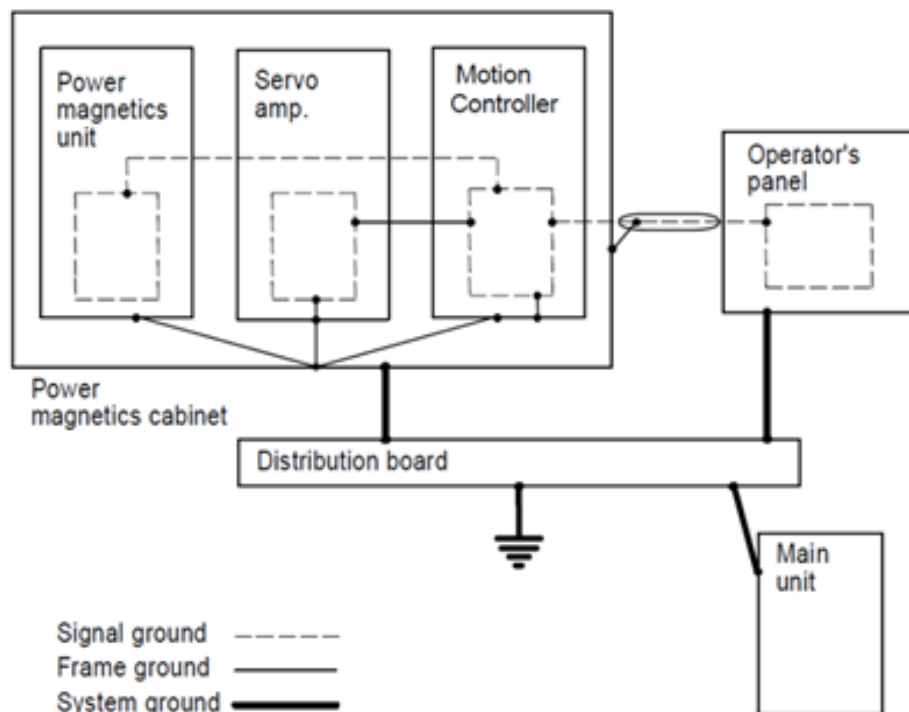 Power
magnetics
unit
Servo
amp.
Motion
Controller
Operator's
panel
Power
magnetics cabinet
Distribution board
Main
unit
Signal ground
Frame ground
System ground